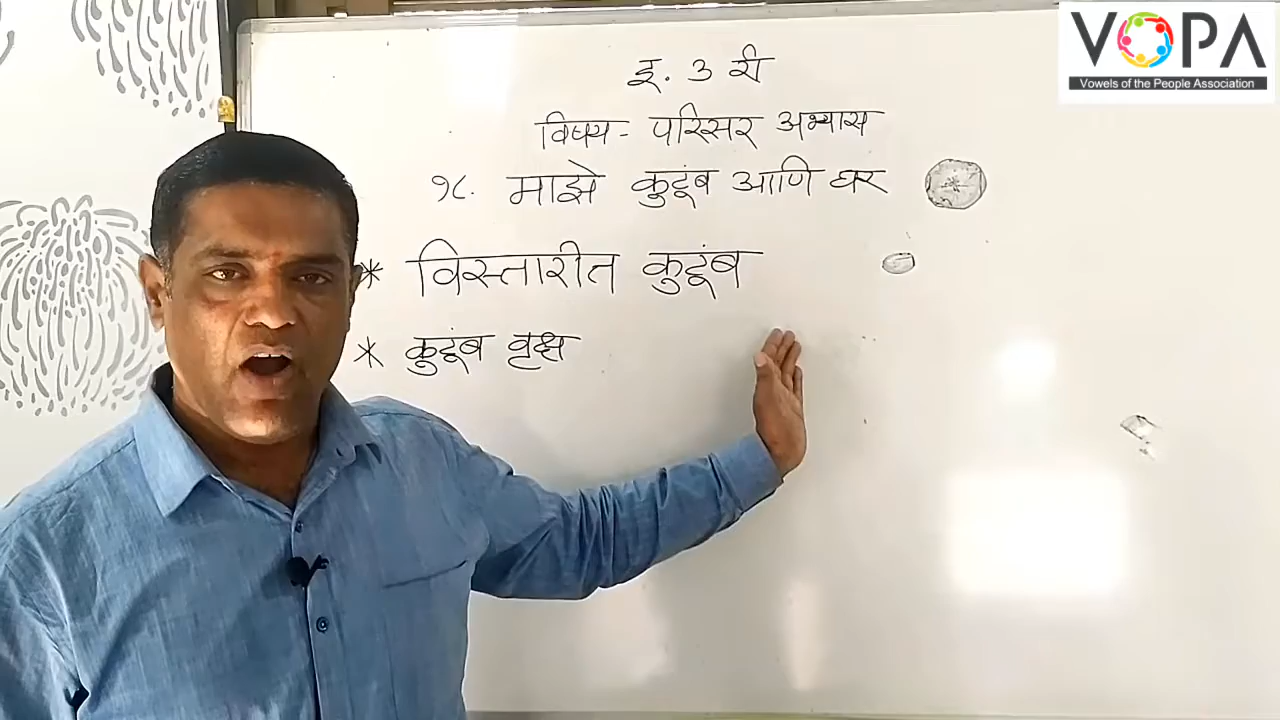 VOPA
Vowels of the People Association
इ. ३ री
विषय - परिसर अभ्यास
१८. माझे कुटूंब आणि घर
* विस्तारीत कुटूंब
* कुटूंब वृक्ष